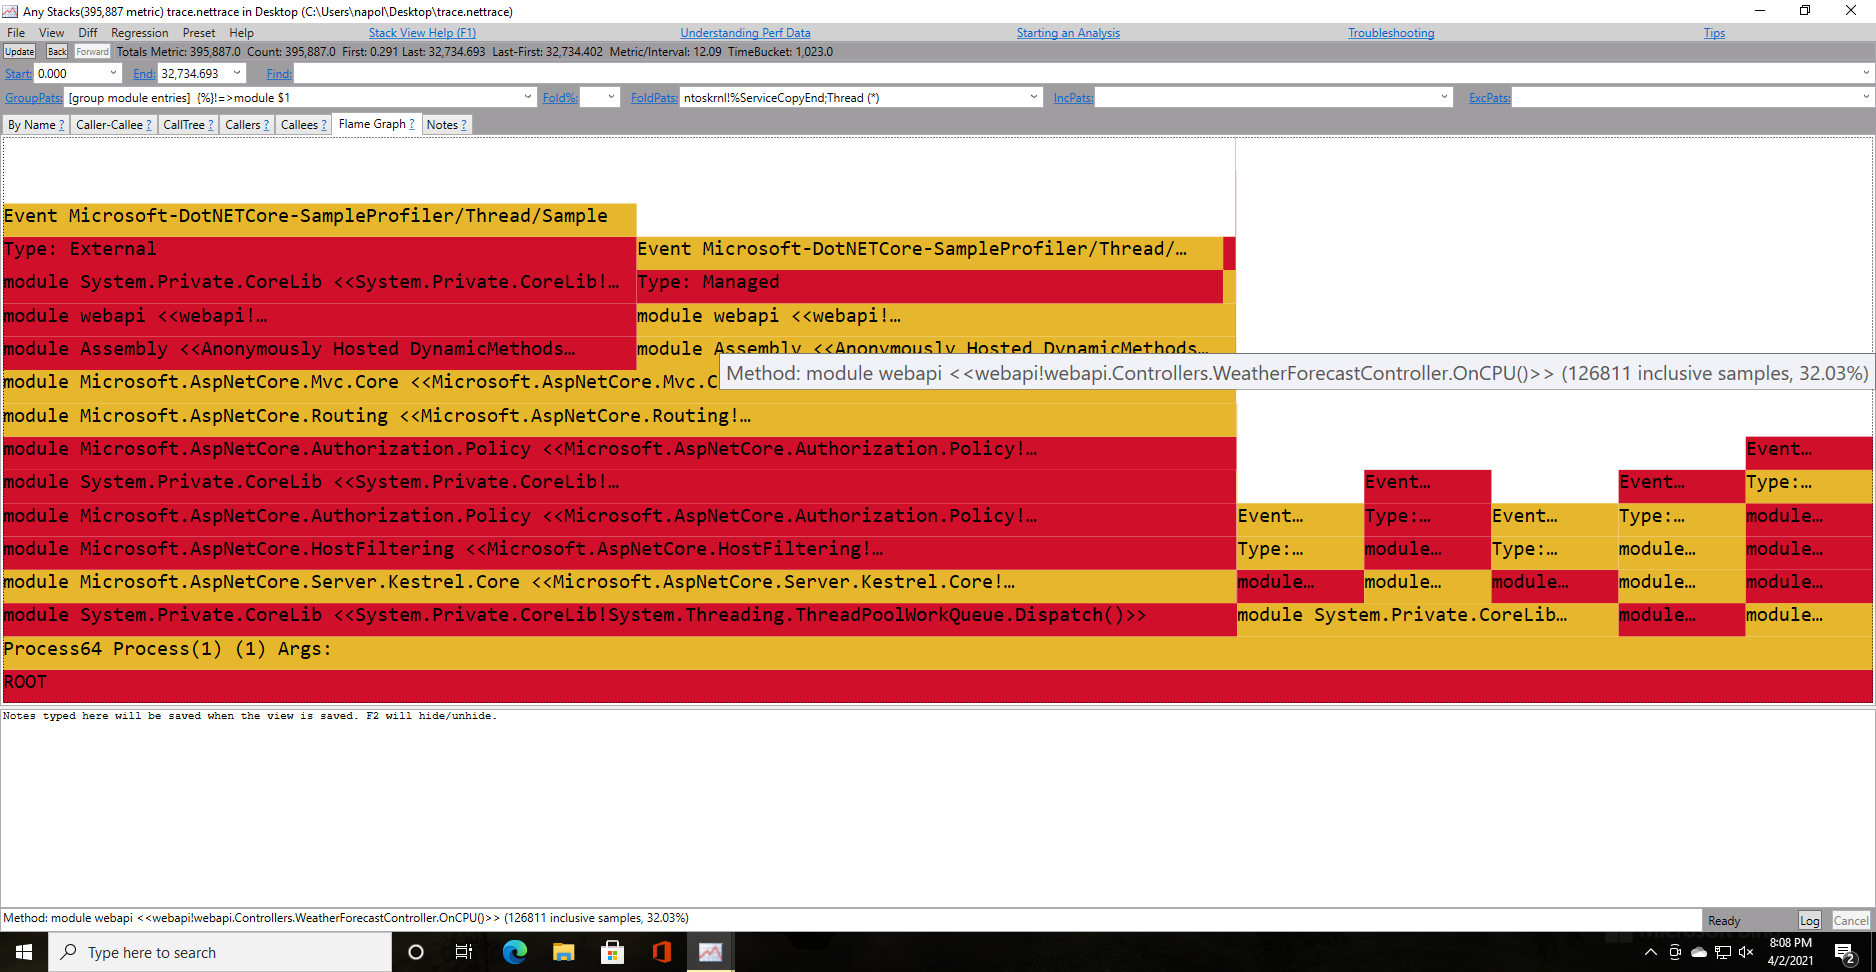 Any Stacks(395,887 metric) trace.nettrace in Desktop (C:\Users\napol\Desktop\trace.nettrace)
File View Diff Regression Preset Help Stack View Help (F1) Understanding Perf Data Starting an Analysis Troubleshooting Tips
Update Back Forward Totals Metric: 395,887.0 Count: 395,887.0 First: 0.291 Last: 32,734.693 Last-First: 32,734.402 Metric/Interval: 12.09 TimeBucket: 1,023.0
Start: 0.000 End: 32,734.693 Find:
GroupPats: [group module entries] {%}!=>module $1 Fold%: FoldPats: ntoskrnl!%ServiceCopyEnd;Thread (*) IncPats: ExcPats:
By Name ? Caller-Callee ? CallTree ? Callers ? Callees ? Flame Graph ? Notes ?
Event Microsoft-DotNETCore-SampleProfiler/Thread/Sample
Type: External Event Microsoft-DotNETCore-SampleProfiler/Thread/…
module System.Private.CoreLib <<System.Private.CoreLib!… Type: Managed
module webapi <<webapi!… module webapi <<webapi!…
module Assembly <<Anonymously Hosted DynamicMethods… module Assembly <<Anonymously Hosted DynamicMethods…
Method: module webapi <<webapi!webapi.Controllers.WeatherForecastController.OnCPU()>> (126811 inclusive samples, 32.03%)
module Microsoft.AspNetCore.Mvc.Core <<Microsoft.AspNetCore.Mvc.C
module Microsoft.AspNetCore.Routing <<Microsoft.AspNetCore.Routing!…
module Microsoft.AspNetCore.Authorization.Policy <<Microsoft.AspNetCore.Authorization.Policy!… Event…
module System.Private.CoreLib <<System.Private.CoreLib!… Event… Event… Type:…
module Microsoft.AspNetCore.Authorization.Policy <<Microsoft.AspNetCore.Authorization.Policy!… Event… Type:… Event… Type:… module…
module Microsoft.AspNetCore.HostFiltering <<Microsoft.AspNetCore.HostFiltering!… Type:… module… Type:… module… module…
module Microsoft.AspNetCore.Server.Kestrel.Core <<Microsoft.AspNetCore.Server.Kestrel.Core!… module… module… module… module… module…
module System.Private.CoreLib <<System.Private.CoreLib!System.Threading.ThreadPoolWorkQueue.Dispatch()>> module System.Private.CoreLib… module… module…
Process64 Process(1) (1) Args:
ROOT
Notes typed here will be saved when the view is saved. F2 will hide/unhide.
Method: module webapi <<webapi!webapi.Controllers.WeatherForecastController.OnCPU()>> (126811 inclusive samples, 32.03%) Ready Log Cancel
Type here to search
8:08 PM
4/2/2021
2